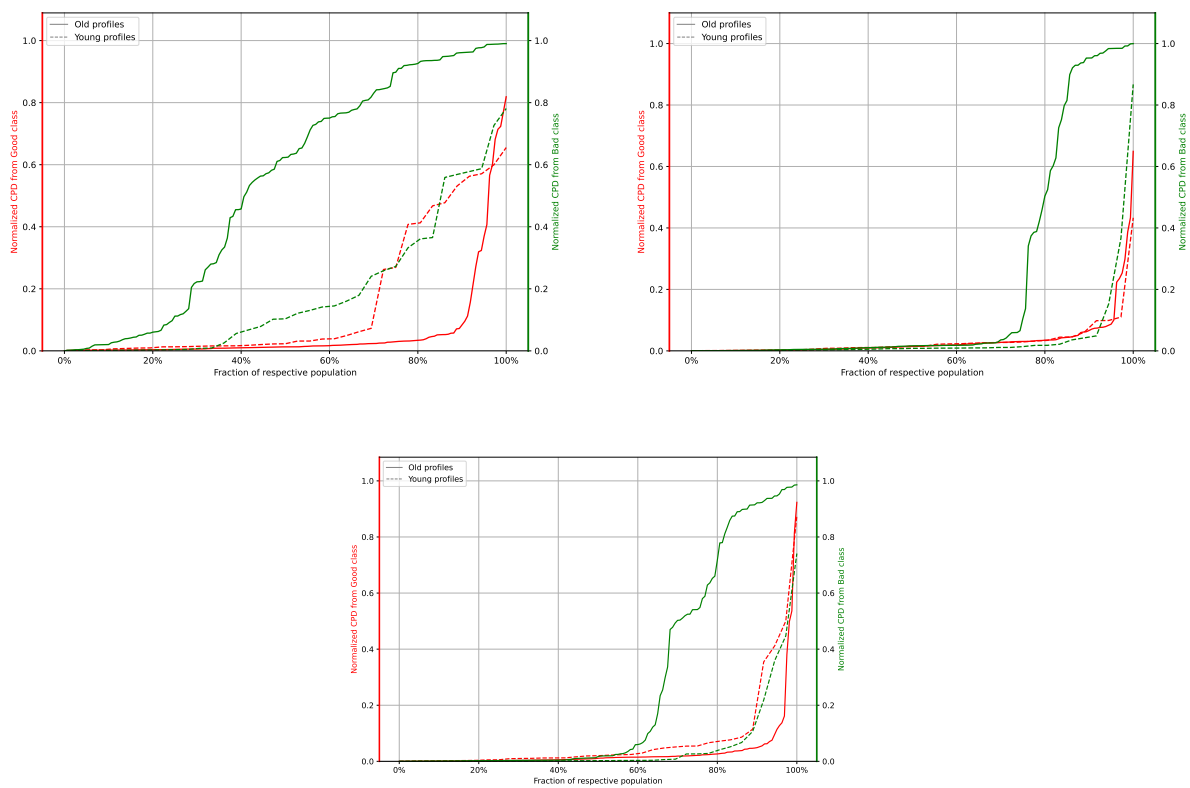 Old profiles
Young profiles
1.0
0.8
0.6
0.4
0.2
0.0
Normalized CPD from Good class
1.0
0.8
0.6
0.4
0.2
0.0
Normalized CPD from Bad class
0% 20% 40% 60% 80% 100%
Fraction of respective population
Old profiles
Young profiles
1.0
0.8
0.6
0.4
0.2
0.0
Normalized CPD from Good class
1.0
0.8
0.6
0.4
0.2
0.0
Normalized CPD from Bad class
0% 20% 40% 60% 80% 100%
Fraction of respective population
Old profiles
Young profiles
1.0
0.8
0.6
0.4
0.2
0.0
Normalized CPD from Good class
1.0
0.8
0.6
0.4
0.2
0.0
Normalized CPD from Bad class
0% 20% 40% 60% 80% 100%
Fraction of respective population